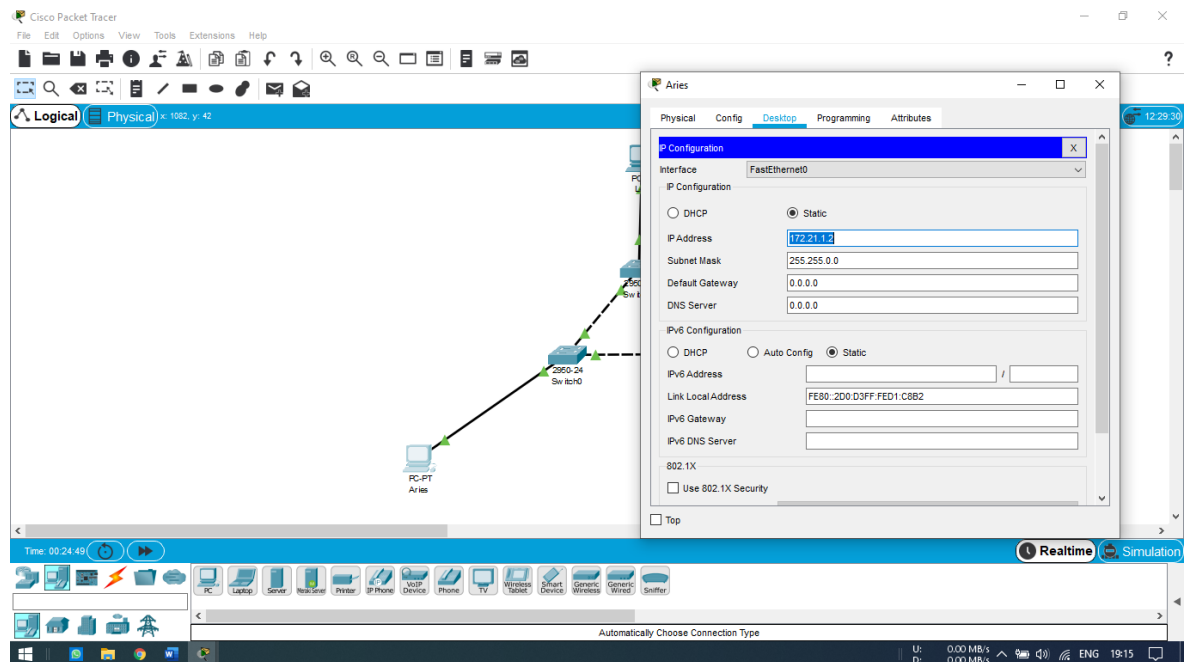 Cisco Packet Tracer
File Edit Options View Tools Extensions Help
?
Logical Physical x: 1082, y: 42
12:29:30
Aries
Physical Config Desktop Programming Attributes
IP Configuration X
Interface FastEthernet0
IP Configuration
DHCP Static
IP Address 172.21.1.2
Subnet Mask 255.255.0.0
Default Gateway 0.0.0.0
DNS Server 0.0.0.0
IPv6 Configuration
DHCP Auto Config Static
IPv6 Address /
Link Local Address FE80::2D0:D3FF:FED1:C8B2
IPv6 Gateway
IPv6 DNS Server
802.1X
Use 802.1X Security
Top
2950-24
Switch0
PC-PT
Aries
Time: 00:24:49
Realtime Simulation
PC Laptop Server Meraki Server Printer IP Phone VoIP Device Phone TV Wireless Tablet Smart Device Generic Wireless Generic Wired Sniffer
Automatically Choose Connection Type
U: 0.00 MB/s
D: 0.00 MB/s
ENG 19:15